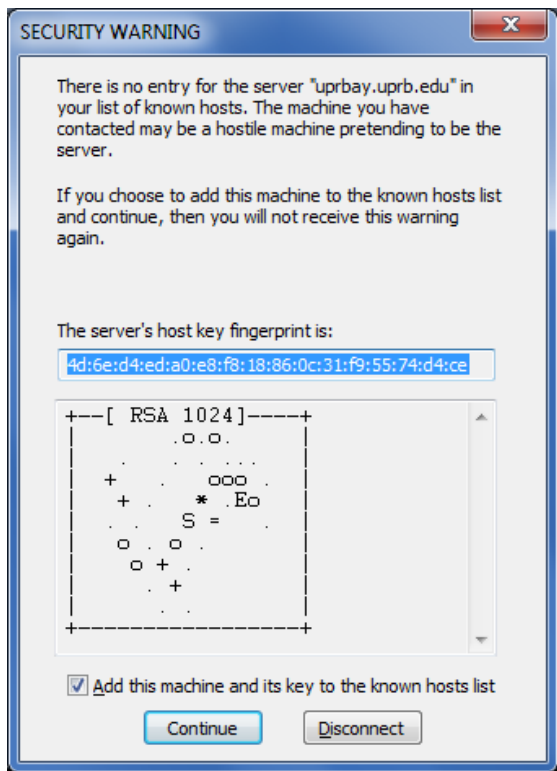 SECURITY WARNING
There is no entry for the server "uprbay.uprb.edu" in
your list of known hosts. The machine you have
contacted may be a hostile machine pretending to be the
server.
If you choose to add this machine to the known hosts list
and continue, then you will not receive this warning
again.
The server's host key fingerprint is:
4d:6e:d4:ed:a0:e8:f8:18:86:0c:31:f9:55:74:d4:ce
+--[ RSA 1024]----+
|       .o.o.     |
|   .   . . ...   |
|  +   .   ooo .  |
|   + .   * .Eo   |
|  . .   S =   .  |
|   o . o .       |
|    o + .        |
|     . +         |
|      . .        |
+-----------------+
Add this machine and its key to the known hosts list
Continue
Disconnect